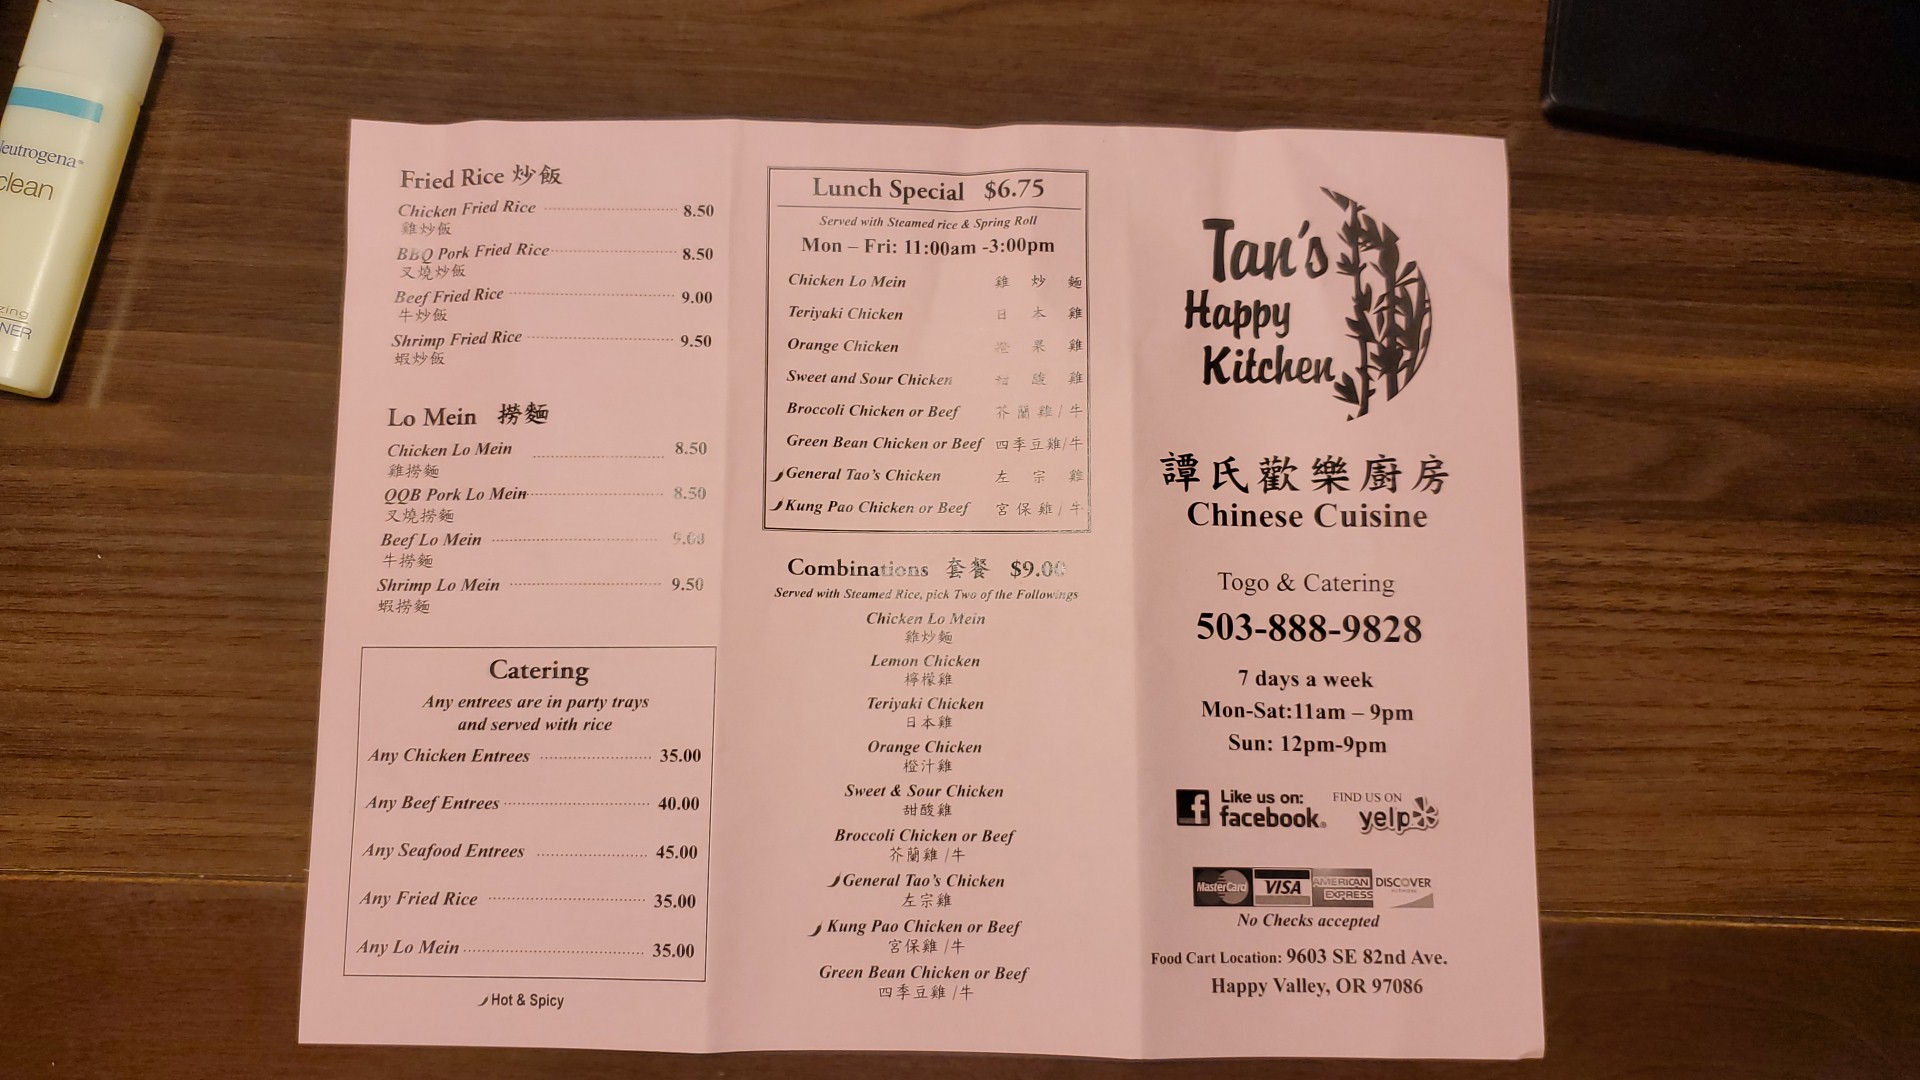 Neutrogena
clean
NER
Fried Rice 炒飯
Chicken Fried Rice 8.50
雞炒飯
BBQ Pork Fried Rice 8.50
叉燒炒飯
Beef Fried Rice 9.00
牛炒飯
Shrimp Fried Rice 9.50
蝦炒飯
Lo Mein 撈麵
Chicken Lo Mein 8.50
雞撈麵
QQB Pork Lo Mein 8.50
叉燒撈麵
Beef Lo Mein 9.00
牛撈麵
Shrimp Lo Mein 9.50
蝦撈麵
Catering
Any entrees are in party trays
and served with rice
Any Chicken Entrees 35.00
Any Beef Entrees 40.00
Any Seafood Entrees 45.00
Any Fried Rice 35.00
Any Lo Mein 35.00
Hot & Spicy
Lunch Special $6.75
Served with Steamed rice & Spring Roll
Mon – Fri: 11:00am -3:00pm
Chicken Lo Mein 雞 炒 麵
Teriyaki Chicken 日 本 雞
Orange Chicken 橙 菓 雞
Sweet and Sour Chicken 甜 酸 雞
Broccoli Chicken or Beef 芥蘭雞/牛
Green Bean Chicken or Beef 四季豆雞/牛
General Tao's Chicken 左 宗 雞
Kung Pao Chicken or Beef 宮保雞/牛
Combinations 套餐 $9.00
Served with Steamed Rice, pick Two of the Followings
Chicken Lo Mein
雞炒麵
Lemon Chicken
檸檬雞
Teriyaki Chicken
日本雞
Orange Chicken
橙汁雞
Sweet & Sour Chicken
甜酸雞
Broccoli Chicken or Beef
芥蘭雞/牛
General Tao's Chicken
左宗雞
Kung Pao Chicken or Beef
宮保雞/牛
Green Bean Chicken or Beef
四季豆雞/牛
Tan's
Happy
Kitchen
譚氏歡樂廚房
Chinese Cuisine
Togo & Catering
503-888-9828
7 days a week
Mon-Sat:11am – 9pm
Sun: 12pm-9pm
f Like us on: facebook.
FIND US ON yelp
MasterCard VISA AMERICAN EXPRESS DISCOVER
No Checks accepted
Food Cart Location: 9603 SE 82nd Ave.
Happy Valley, OR 97086